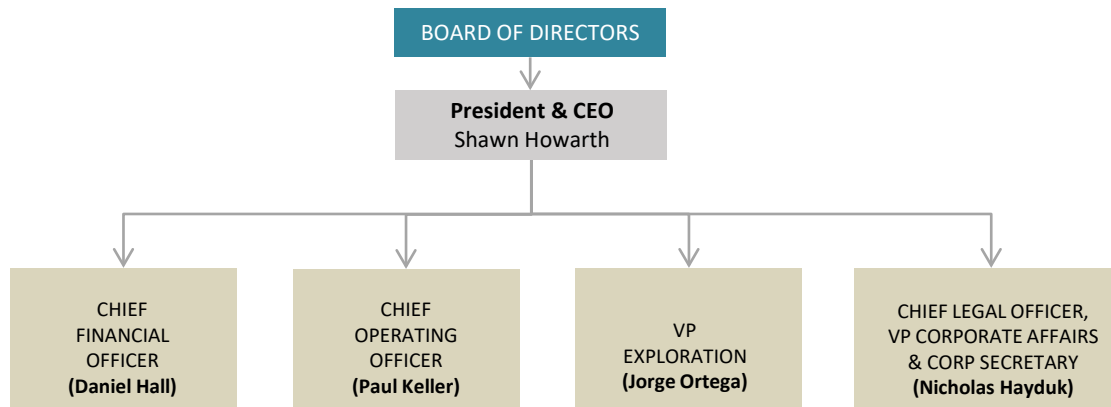 BOARD OF DIRECTORS
President & CEO
Shawn Howarth
CHIEF
FINANCIAL
OFFICER
(Daniel Hall)
CHIEF
OPERATING
OFFICER
(Paul Keller)
VP
EXPLORATION
(Jorge Ortega)
CHIEF LEGAL OFFICER,
VP CORPORATE AFFAIRS
& CORP SECRETARY
(Nicholas Hayduk)